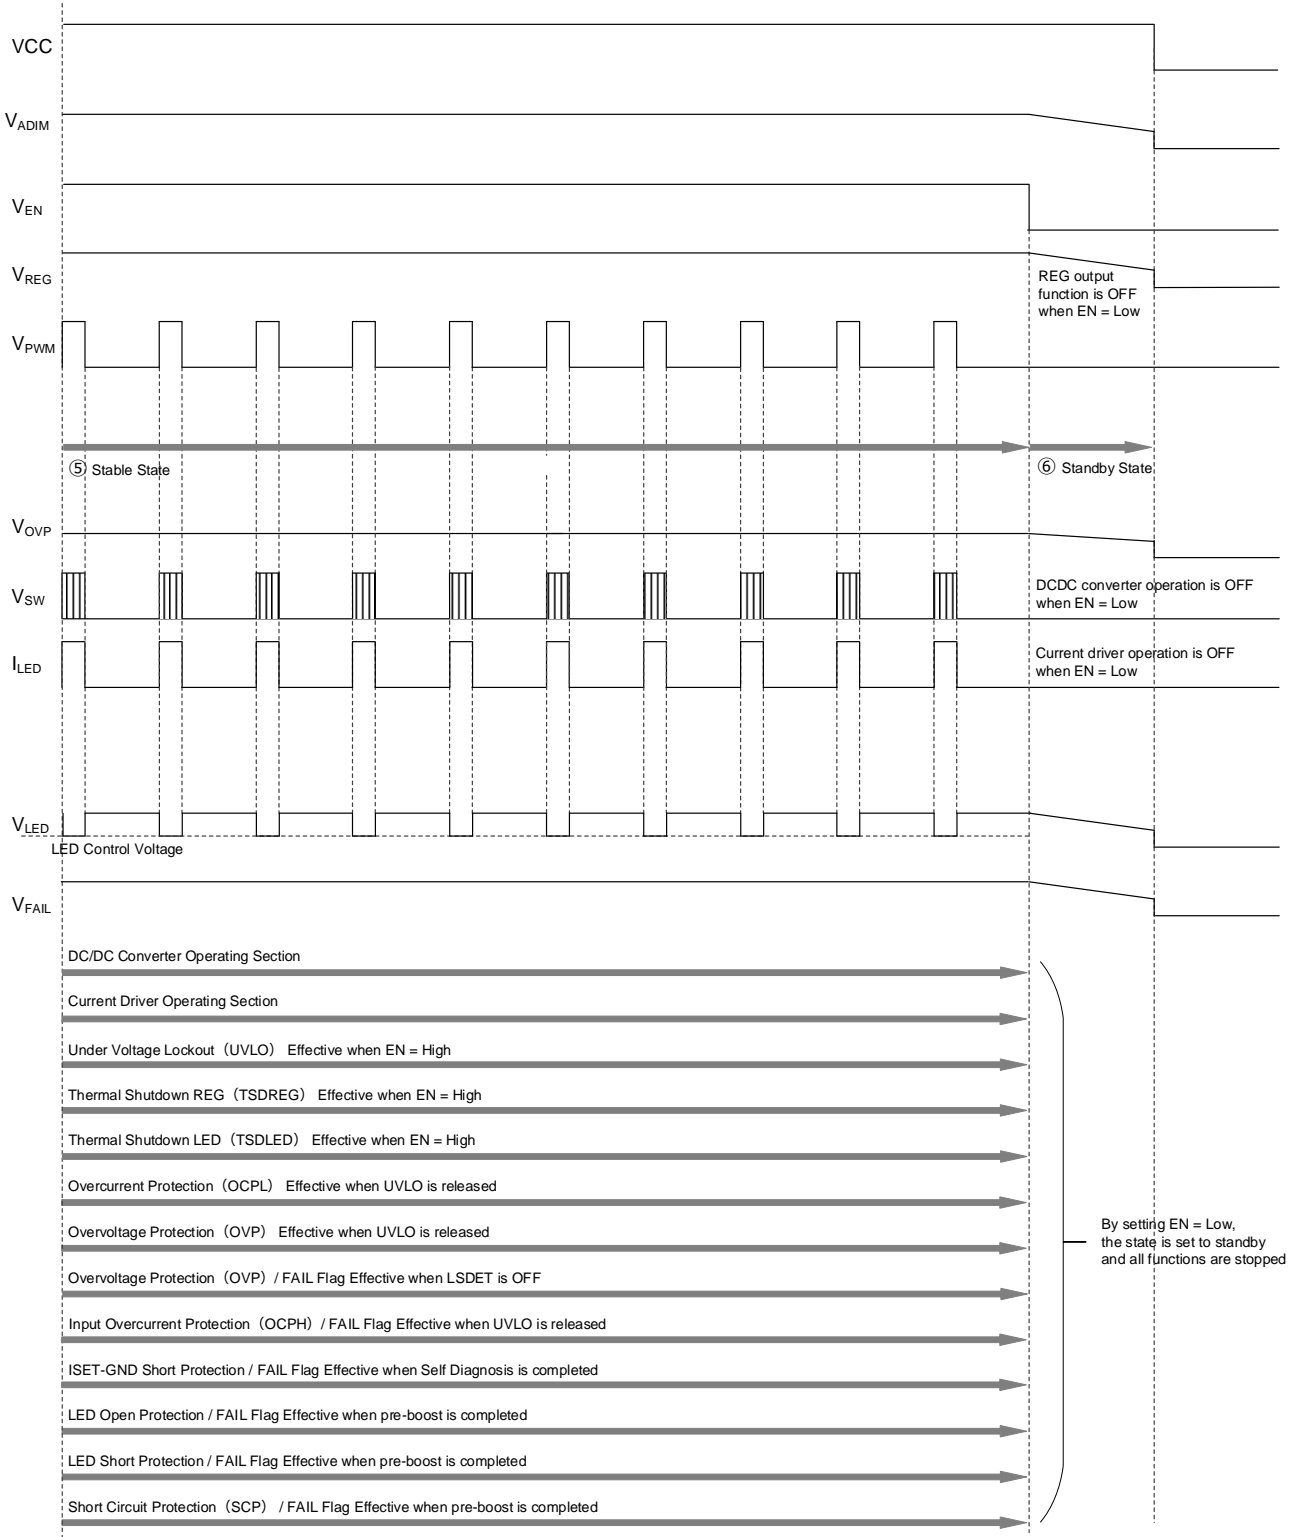 VCC
VADIM
VEN
VREG
REG output
function is OFF
when EN = Low
VPWM
⑤ Stable State
⑥ Standby State
VOVP
VSW
DCDC converter operation is OFF
when EN = Low
ILED
Current driver operation is OFF
when EN = Low
VLED
LED Control Voltage
VFAIL
DC/DC Converter Operating Section
Current Driver Operating Section
Under Voltage Lockout（UVLO） Effective when EN = High
Thermal Shutdown REG（TSDREG） Effective when EN = High
Thermal Shutdown LED（TSDLED） Effective when EN = High
Overcurrent Protection（OCPL） Effective when UVLO is released
Overvoltage Protection（OVP） Effective when UVLO is released
By setting EN = Low,
the state is set to standby
and all functions are stopped
Overvoltage Protection（OVP）/ FAIL Flag Effective when LSDET is OFF
Input Overcurrent Protection（OCPH）/ FAIL Flag Effective when UVLO is released
ISET-GND Short Protection / FAIL Flag Effective when Self Diagnosis is completed
LED Open Protection / FAIL Flag Effective when pre-boost is completed
LED Short Protection / FAIL Flag Effective when pre-boost is completed
Short Circuit Protection（SCP） / FAIL Flag Effective when pre-boost is completed